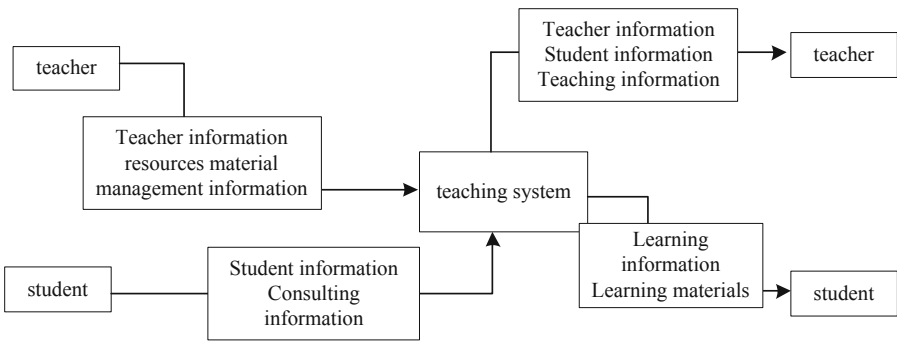 teacher
Teacher information
resources material
management information
student
Student information
Consulting
information
teaching system
Teacher information
Student information
Teaching information
teacher
Learning
information
Learning materials
student